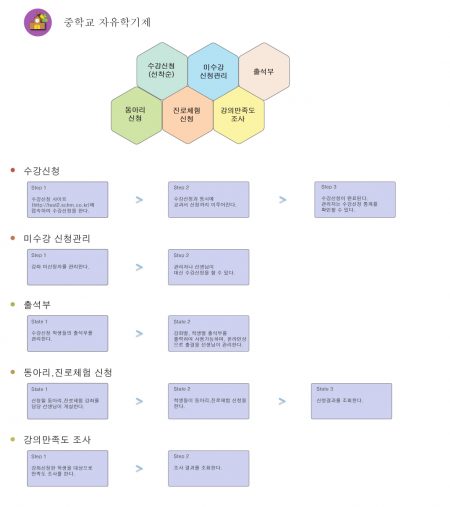 중학교 자유학기제
수강신청
(선착순)
미수강
신청관리
출석부
동아리
신청
진로체험
신청
강의만족도
조사
수강신청
Step 1
수강신청 사이트
접속하여 수강신청을 한다.
Step 2
수강신청과 동시에
교과서 신청까지 이루어진다.
Step 3
수강신청이 완료된다.
관리자는 수강신청 통계를
확인할 수 있다.
미수강 신청관리
Step 1
강좌 미신청자를 관리한다.
Step 2
관리자나 선생님이
대신 수강신청을 할 수 있다.
출석부
State 1
수강신청 학생들의 출석부를
관리한다.
State 2
강좌별, 학생별 출석부를
출력하여 사용가능하며, 온라인상
으로 출결을 선생님이 관리한다.
동아리,진로체험 신청
State 1
신청할 동아리,진로체험 강좌를
담당 선생님이 개설한다.
State 2
학생들이 동아리,진로체험 신청을
한다.
State 3
신청결과를 조회한다.
강의만족도 조사
Step 1
강좌신청한 학생을 대상으로
만족도 조사를 한다.
Step 2
조사 결과를 조회한다.